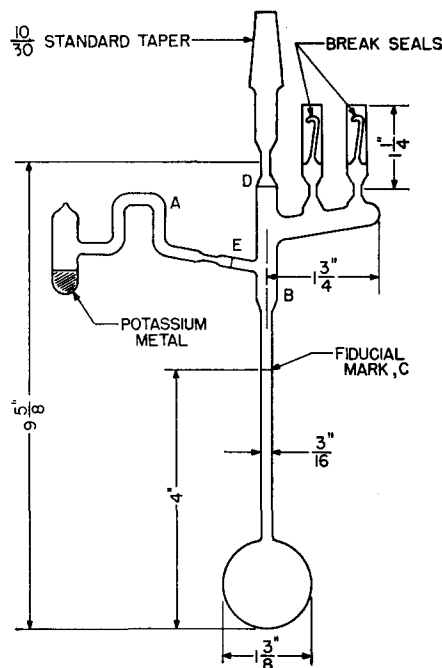 10/30 STANDARD TAPER
BREAK SEALS
D
A
1 1/4"
E
1 3/4"
B
POTASSIUM
METAL
FIDUCIAL
MARK, C
9 5/8"
4"
3/16"
1 3/8"